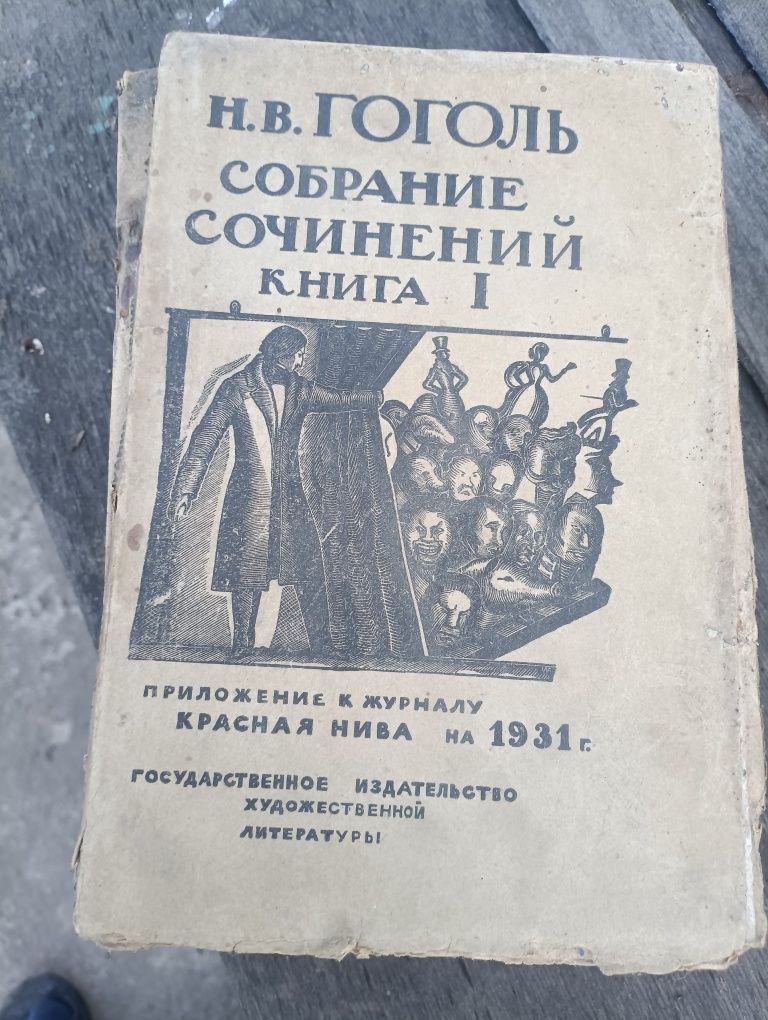 Н.В. ГОГОЛЬ
СОБРАНИЕ
СОЧИНЕНИЙ
КНИГА I
ПРИЛОЖЕНИЕ К ЖУРНАЛУ
КРАСНАЯ НИВА НА 1931 г.
ГОСУДАРСТВЕННОЕ ИЗДАТЕЛЬСТВО
ХУДОЖЕСТВЕННОЙ
ЛИТЕРАТУРЫ